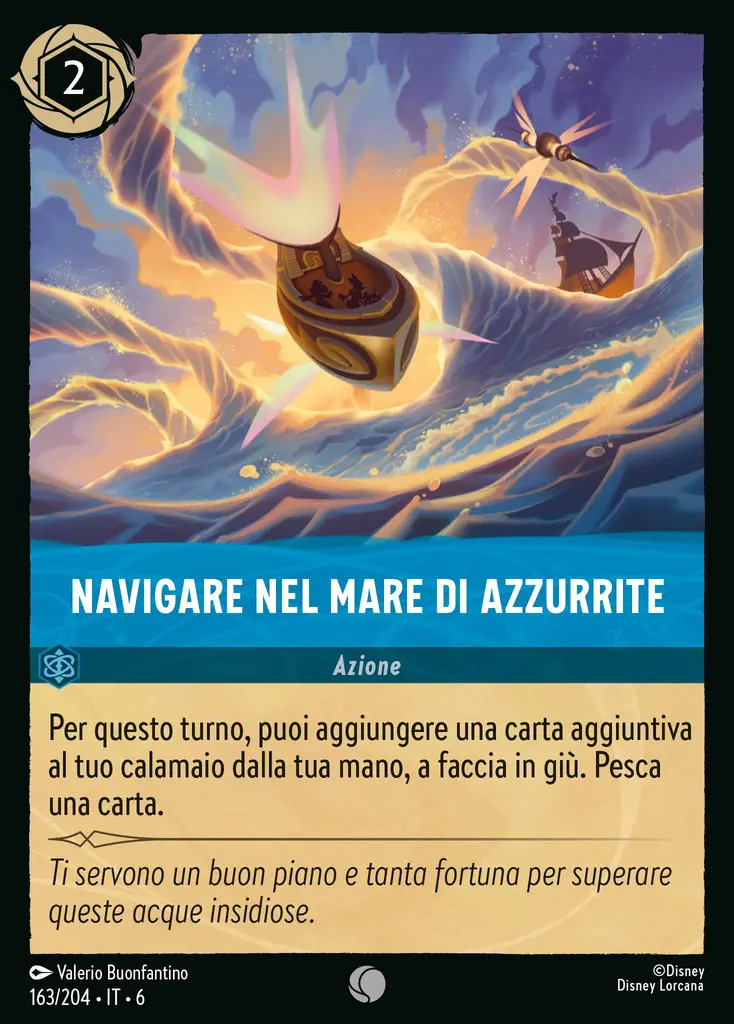 2
NAVIGARE NEL MARE DI AZZURRITE
Azione
Per questo turno, puoi aggiungere una carta aggiuntiva
al tuo calamaio dalla tua mano, a faccia in giù. Pesca
una carta.
Ti servono un buon piano e tanta fortuna per superare
queste acque insidiose.
Valerio Buonfantino
©Disney
163/204 • IT • 6
Disney Lorcana